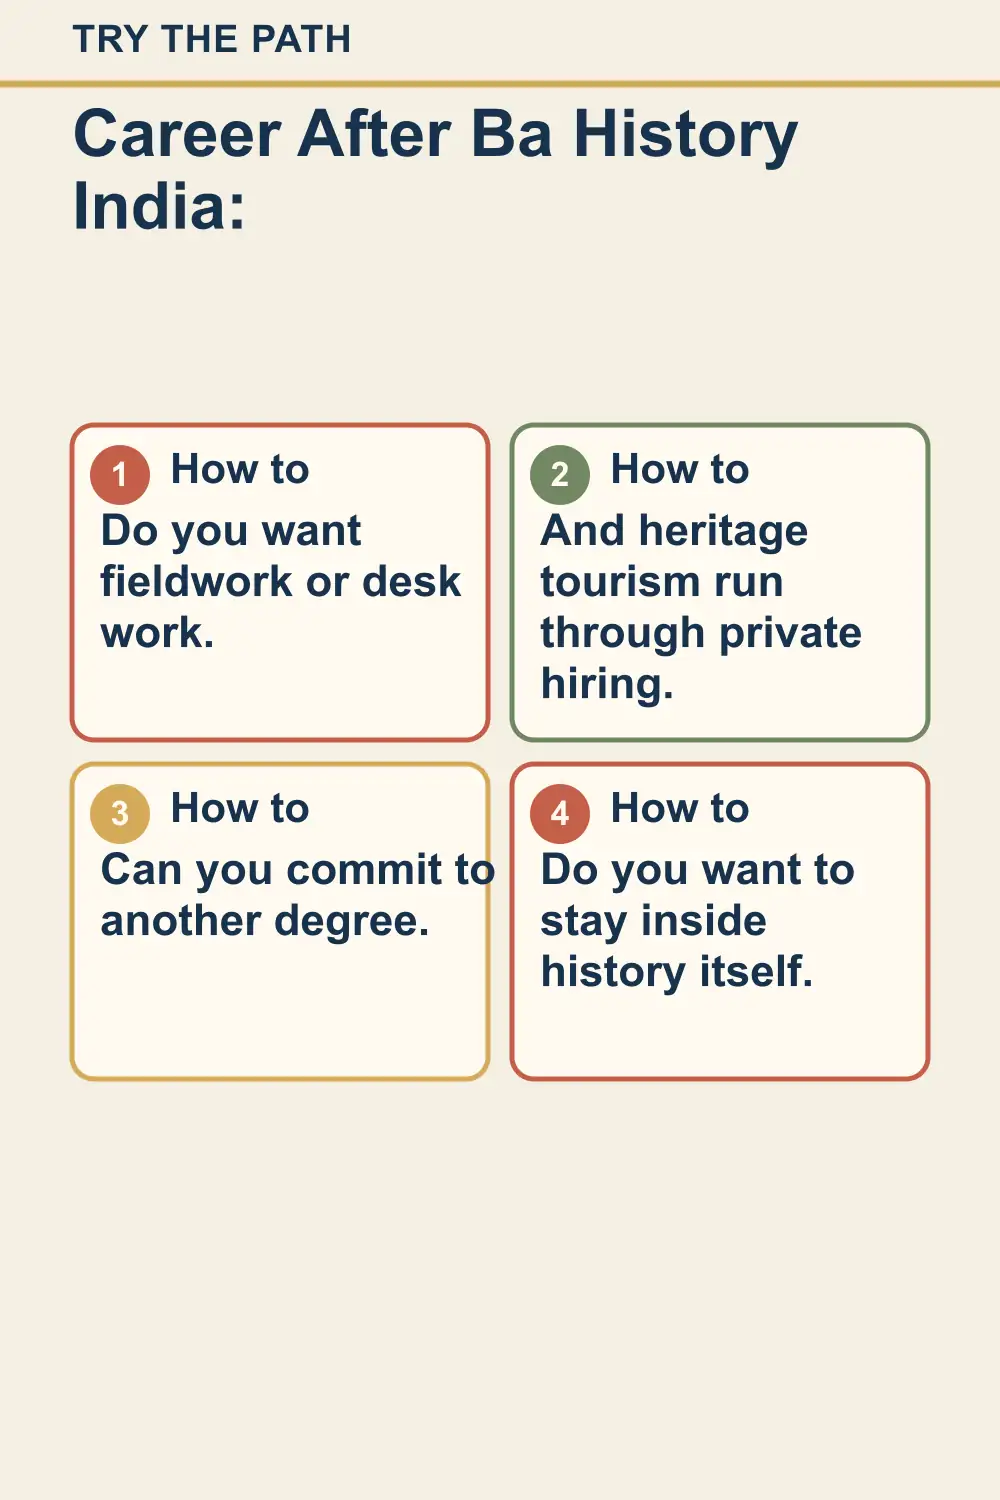 TRY THE PATH
Career After Ba History
India:
1 How to
Do you want
fieldwork or desk
work.
2 How to
And heritage
tourism run
through private
hiring.
3 How to
Can you commit to
another degree.
4 How to
Do you want to
stay inside
history itself.